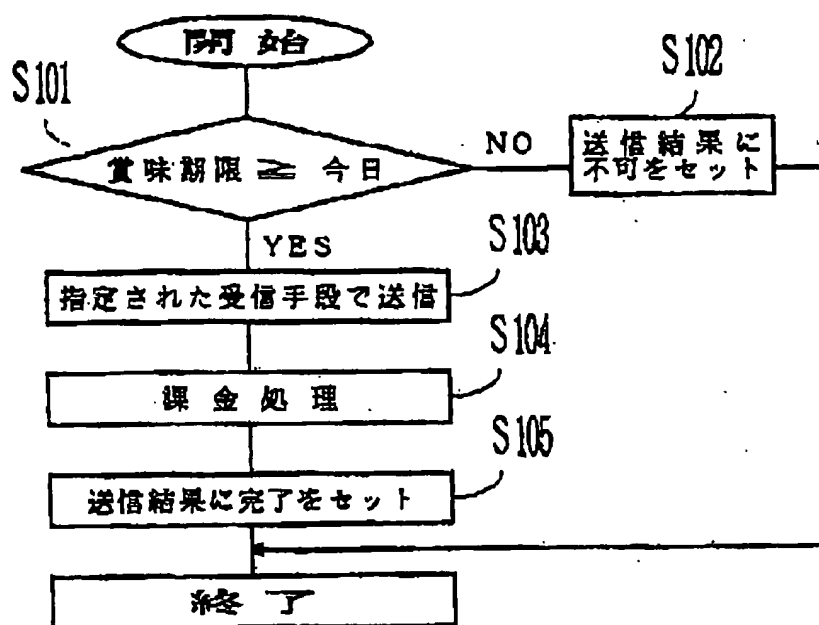 開始
S101
賞味期限 ≧ 今日
NO
S102
送信結果に
不可をセット
YES
S103
指定された受信手段で送信
S104
課金処理
S105
送信結果に完了をセット
終了